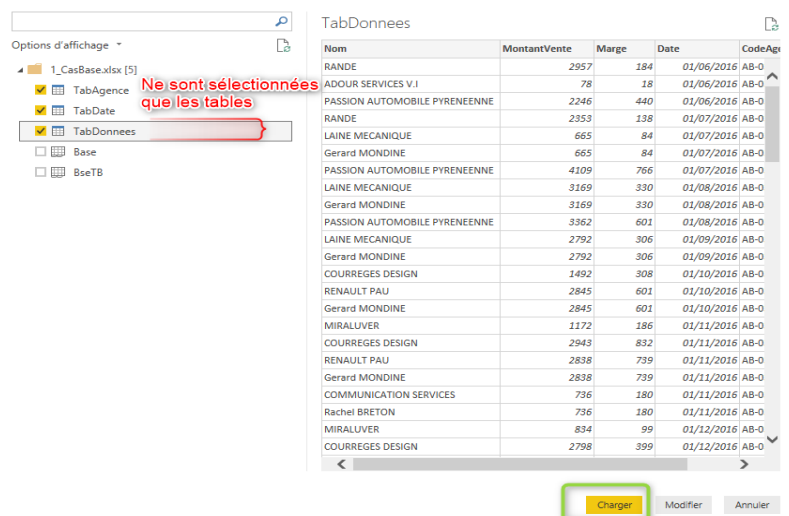 Options d'affichage
1_CasBase.xlsx [5]
TabAgence
TabDate
TabDonnees
Base
BseTB
Ne sont sélectionnées
que les tables
TabDonnees
Nom MontantVente Marge Date CodeAge
RANDE 2957 184 01/06/2016 AB-0
ADOUR SERVICES V.I 78 18 01/06/2016 AB-0
PASSION AUTOMOBILE PYRENEENNE 2246 440 01/06/2016 AB-0
RANDE 2353 138 01/07/2016 AB-0
LAINE MECANIQUE 665 84 01/07/2016 AB-0
Gerard MONDINE 665 84 01/07/2016 AB-0
PASSION AUTOMOBILE PYRENEENNE 4109 766 01/07/2016 AB-0
LAINE MECANIQUE 3169 330 01/08/2016 AB-0
Gerard MONDINE 3169 330 01/08/2016 AB-0
PASSION AUTOMOBILE PYRENEENNE 3362 601 01/08/2016 AB-0
LAINE MECANIQUE 2792 306 01/09/2016 AB-0
Gerard MONDINE 2792 306 01/09/2016 AB-0
COURREGES DESIGN 1492 308 01/10/2016 AB-0
RENAULT PAU 2845 601 01/10/2016 AB-0
Gerard MONDINE 2845 601 01/10/2016 AB-0
MIRALUVER 1172 186 01/11/2016 AB-0
COURREGES DESIGN 2943 832 01/11/2016 AB-0
RENAULT PAU 2838 739 01/11/2016 AB-0
Gerard MONDINE 2838 739 01/11/2016 AB-0
COMMUNICATION SERVICES 736 180 01/11/2016 AB-0
Rachel BRETON 736 180 01/11/2016 AB-0
MIRALUVER 834 99 01/12/2016 AB-0
COURREGES DESIGN 2798 399 01/12/2016 AB-0
Charger Modifier Annuler